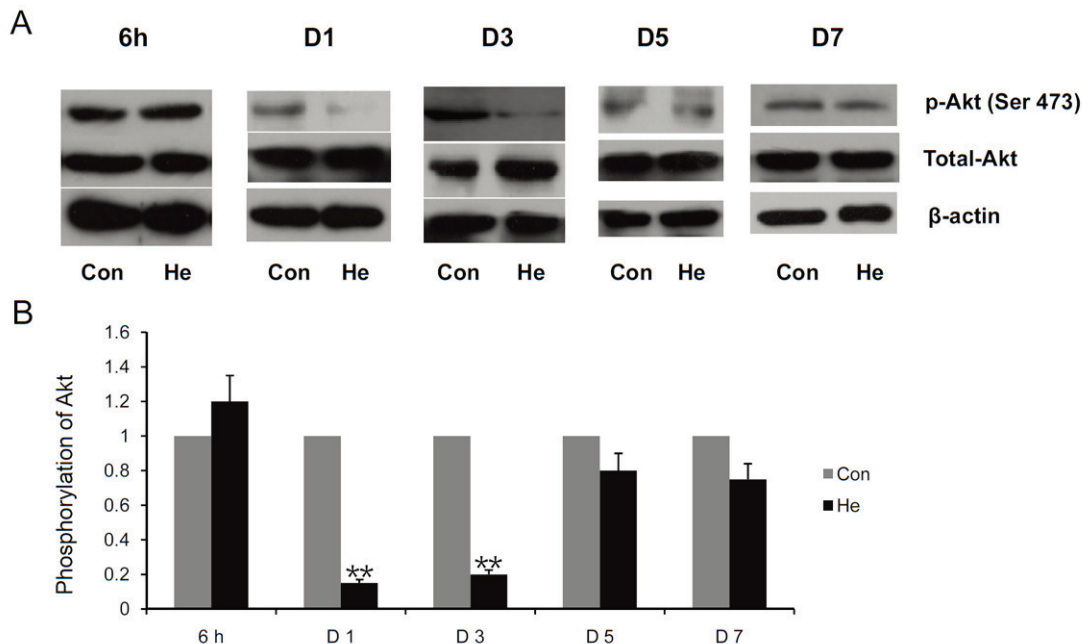 A
6h D1 D3 D5 D7
p-Akt (Ser 473)
Total-Akt
β-actin
Con He Con He Con He Con He Con He
B
Phosphorylation of Akt
1.6
1.4
1.2
1
0.8
0.6
0.4
0.2
0
** **
6 h D 1 D 3 D 5 D 7
Con
He